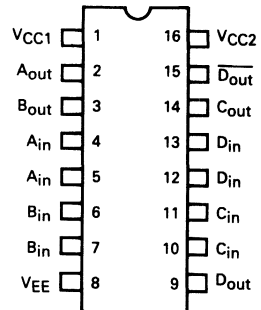 VCC1 1 16 VCC2
Aout 2 15 D̅o̅u̅t̅
Bout 3 14 Cout
Ain 4 13 Din
Ain 5 12 Din
Bin 6 11 Cin
Bin 7 10 Cin
VEE 8 9 Dout